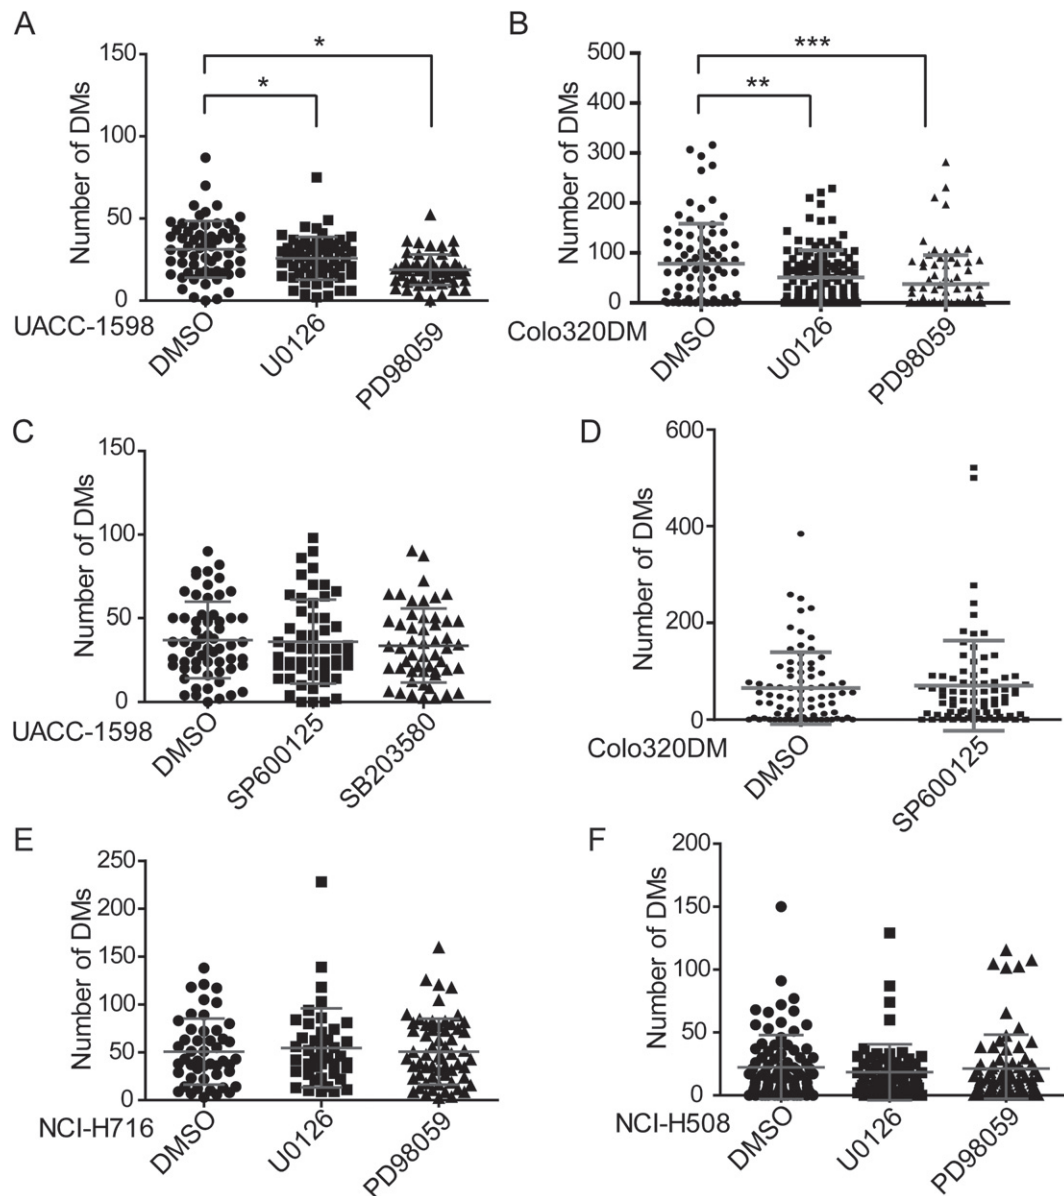 A
Number of DMs
150
100
50
0
*
*
UACC-1598
DMSO
U0126
PD98059
B
Number of DMs
500
400
300
200
100
0
***
**
Colo320DM
DMSO
U0126
PD98059
C
Number of DMs
150
100
50
0
UACC-1598
DMSO
SP600125
SB203580
D
Number of DMs
600
400
200
0
Colo320DM
DMSO
SP600125
E
Number of DMs
250
200
150
100
50
0
NCI-H716
DMSO
U0126
PD98059
F
Number of DMs
200
150
100
50
0
NCI-H508
DMSO
U0126
PD98059